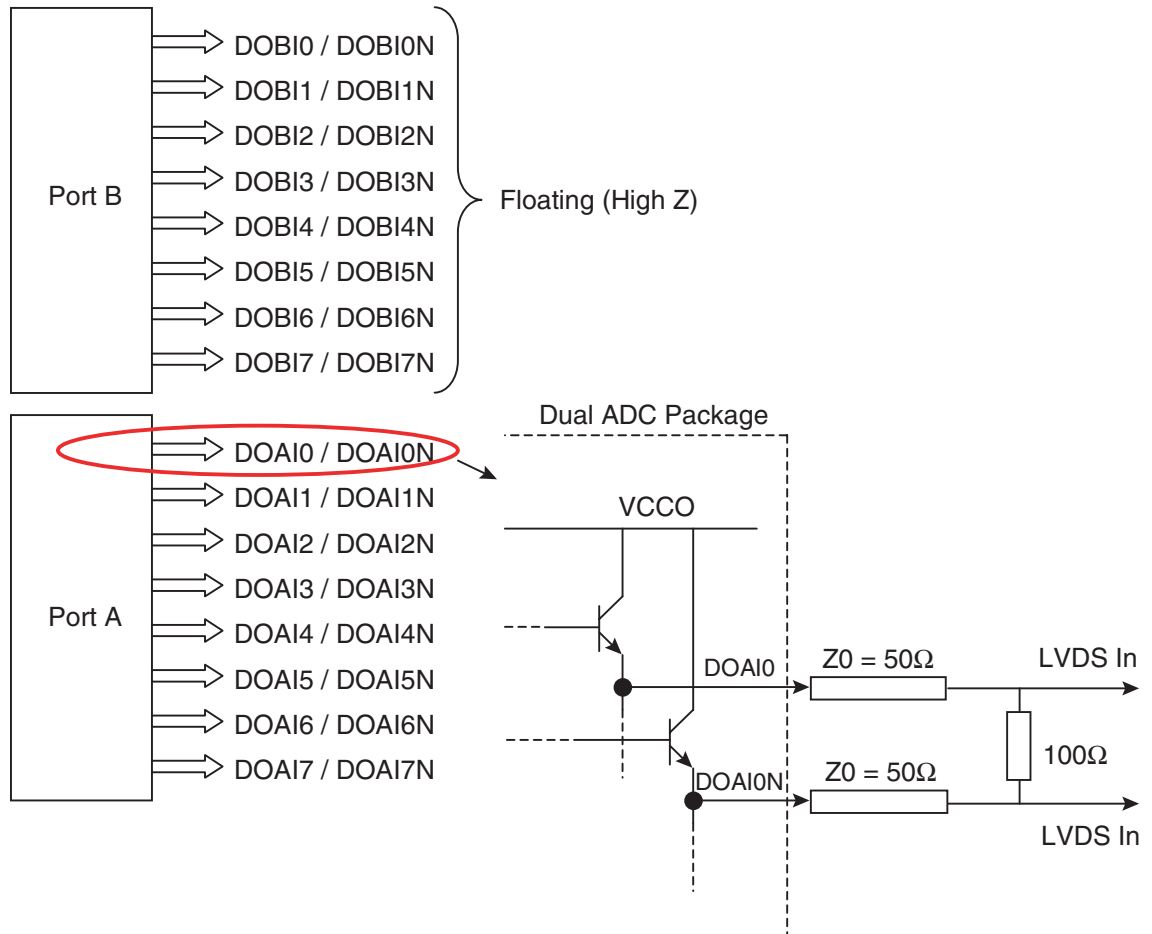 DOBI0 / DOBI0N
DOBI1 / DOBI1N
DOBI2 / DOBI2N
DOBI3 / DOBI3N
Port B
Floating (High Z)
DOBI4 / DOBI4N
DOBI5 / DOBI5N
DOBI6 / DOBI6N
DOBI7 / DOBI7N
Dual ADC Package
DOAI0 / DOAI0N
DOAI1 / DOAI1N
VCCO
DOAI2 / DOAI2N
DOAI3 / DOAI3N
Port A
DOAI4 / DOAI4N
DOAI5 / DOAI5N
DOAI6 / DOAI6N
DOAI7 / DOAI7N
DOAI0
Z0 = 50Ω
LVDS In
100Ω
DOAI0N
Z0 = 50Ω
LVDS In